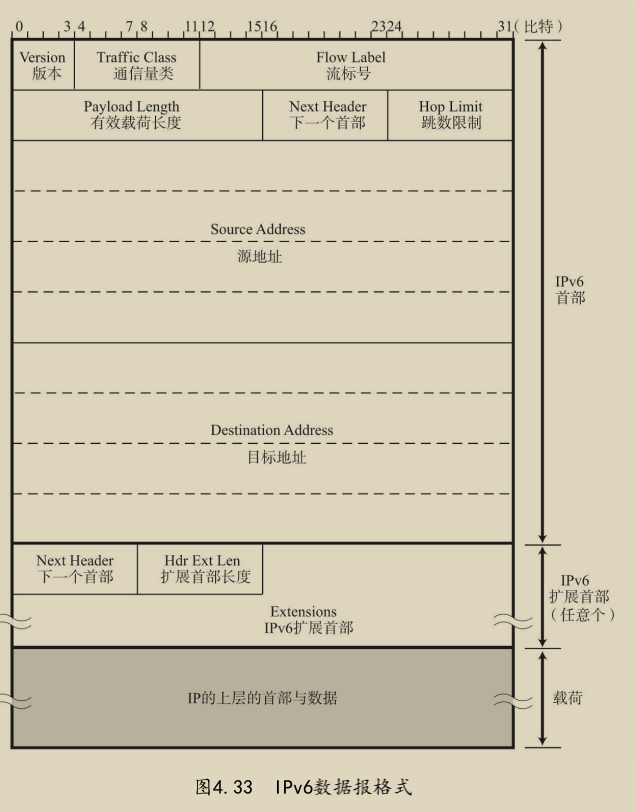 0 3 4 7 8 1112 1516 2324 31(比特)
Version Traffic Class Flow Label
版本 通信量类 流标号
Payload Length Next Header Hop Limit
有效载荷长度 下一个首部 跳数限制
Source Address
源地址
IPv6
首部
Destination Address
目标地址
Next Header Hdr Ext Len
下一个首部 扩展首部长度
IPv6
扩展首部
(任意个)
Extensions
IPv6扩展首部
IP的上层的首部与数据
载荷
图4.33 IPv6数据报格式